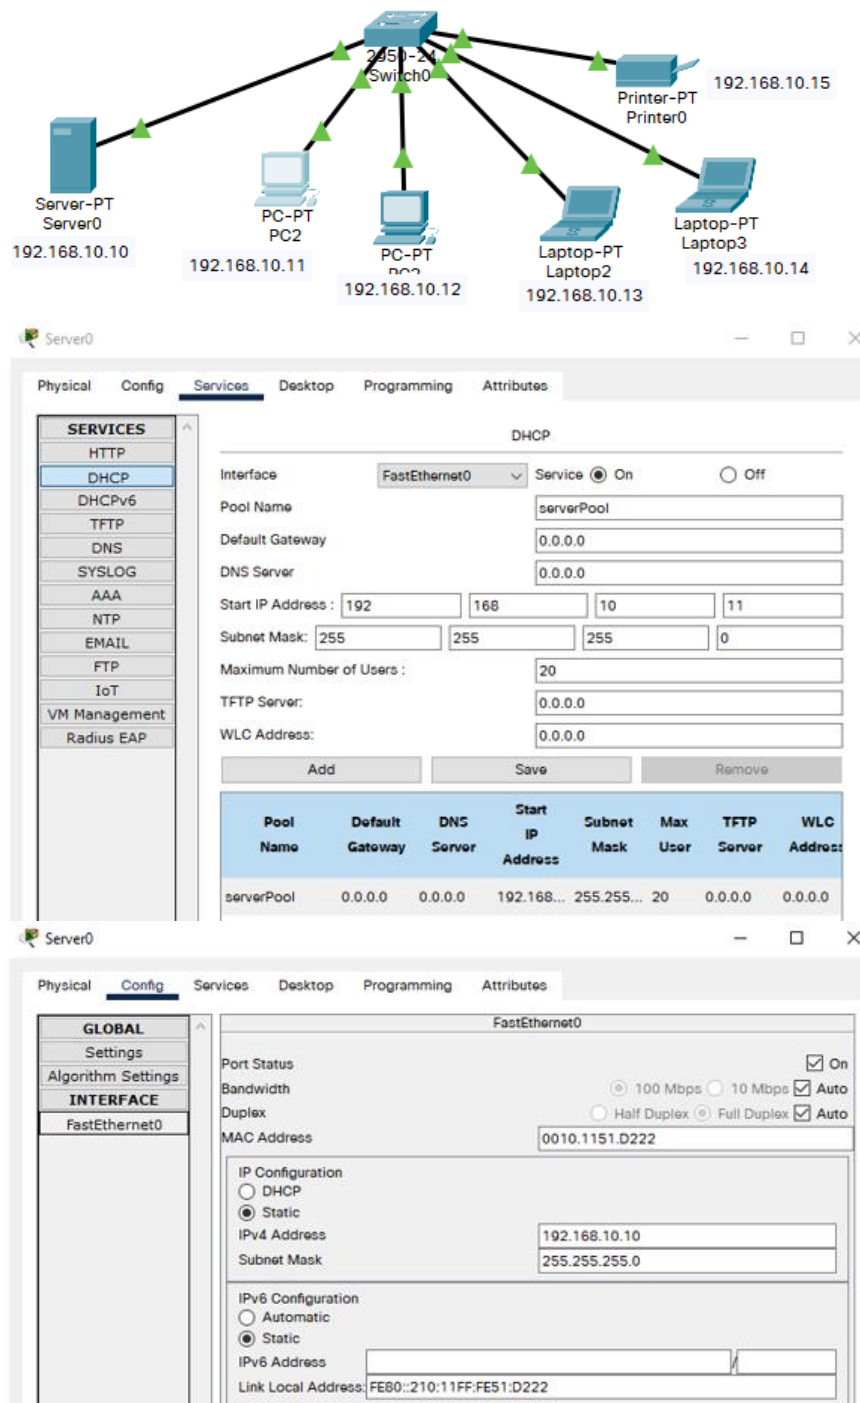 2950-24
Switch0
Printer-PT
Printer0
192.168.10.15
Server-PT
Server0
192.168.10.10
PC-PT
PC2
192.168.10.11
PC-PT
192.168.10.12
Laptop-PT
Laptop2
192.168.10.13
Laptop-PT
Laptop3
192.168.10.14
Server0
Physical Config Services Desktop Programming Attributes
SERVICES
HTTP
DHCP
DHCPv6
TFTP
DNS
SYSLOG
AAA
NTP
EMAIL
FTP
IoT
VM Management
Radius EAP
DHCP
Interface FastEthernet0 Service On Off
Pool Name serverPool
Default Gateway 0.0.0.0
DNS Server 0.0.0.0
Start IP Address : 192 168 10 11
Subnet Mask: 255 255 255 0
Maximum Number of Users : 20
TFTP Server: 0.0.0.0
WLC Address: 0.0.0.0
Add Save Remove
Pool Name Default Gateway DNS Server Start IP Address Subnet Mask Max User TFTP Server WLC Address
serverPool 0.0.0.0 0.0.0.0 192.168... 255.255... 20 0.0.0.0 0.0.0.0
Server0
Physical Config Services Desktop Programming Attributes
GLOBAL
Settings
Algorithm Settings
INTERFACE
FastEthernet0
FastEthernet0
Port Status On
Bandwidth 100 Mbps 10 Mbps Auto
Duplex Half Duplex Full Duplex Auto
MAC Address 0010.1151.D222
IP Configuration
DHCP
Static
IPv4 Address 192.168.10.10
Subnet Mask 255.255.255.0
IPv6 Configuration
Automatic
Static
IPv6 Address /
Link Local Address: FE80::210:11FF:FE51:D222